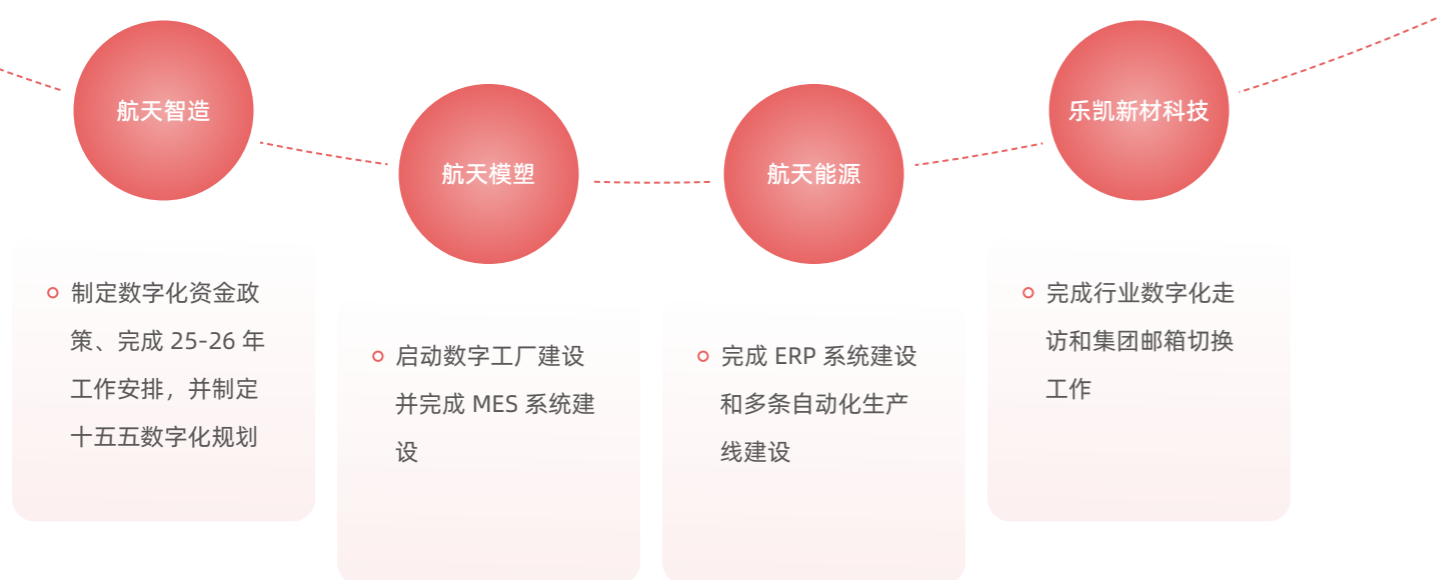 航天智造
制定数字化资金政
策、完成 25-26 年
工作安排，并制定
十五五数字化规划
航天模塑
启动数字工厂建设
并完成 MES 系统建
设
航天能源
完成 ERP 系统建设
和多条自动化生产
线建设
乐凯新材科技
完成行业数字化走
访和集团邮箱切换
工作